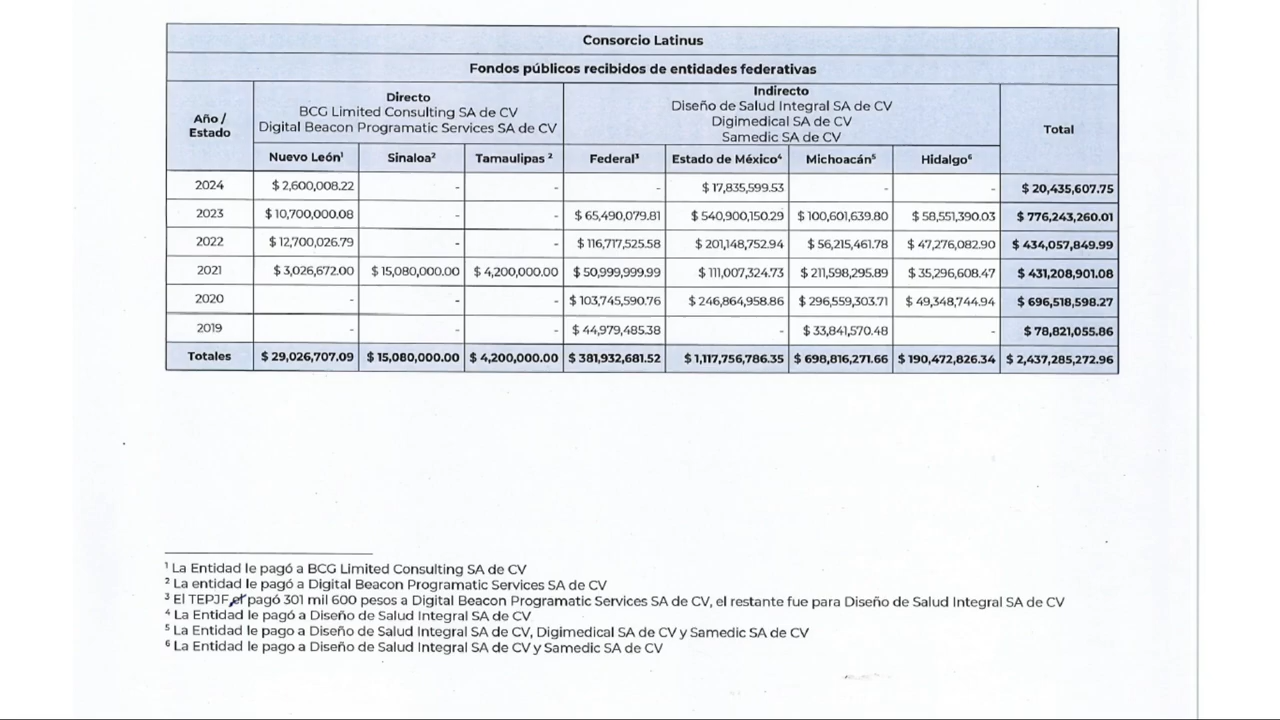 Consorcio Latinus
Fondos públicos recibidos de entidades federativas
Año / Estado
Directo
BCG Limited Consulting SA de CV
Digital Beacon Programatic Services SA de CV
Indirecto
Diseño de Salud Integral SA de CV
Digimedical SA de CV
Samedic SA de CV
Total
Nuevo León¹ Sinaloa² Tamaulipas ² Federal³ Estado de México⁴ Michoacán⁵ Hidalgo⁶
2024 $ 2,600,008.22 - - - $ 17,835,599.53 - - $ 20,435,607.75
2023 $ 10,700,000.08 - - $ 65,490,079.81 $ 540,900,150.29 $ 100,601,639.80 $ 58,551,390.03 $ 776,243,260.01
2022 $ 12,700,026.79 - - $ 116,717,525.58 $ 201,148,752.94 $ 56,215,461.78 $ 47,276,082.90 $ 434,057,849.99
2021 $ 3,026,672.00 $ 15,080,000.00 $ 4,200,000.00 $ 50,999,999.99 $ 111,007,324.73 $ 211,598,295.89 $ 35,296,608.47 $ 431,208,901.08
2020 - - - $ 103,745,590.76 $ 246,864,958.86 $ 296,559,303.71 $ 49,348,744.94 $ 696,518,598.27
2019 - - - $ 44,979,485.38 - $ 33,841,570.48 - $ 78,821,055.86
Totales $ 29,026,707.09 $ 15,080,000.00 $ 4,200,000.00 $ 381,932,681.52 $ 1,117,756,786.35 $ 698,816,271.66 $ 190,472,826.34 $ 2,437,285,272.96
¹ La Entidad le pagó a BCG Limited Consulting SA de CV
² La entidad le pagó a Digital Beacon Programatic Services SA de CV
³ El TEPJF pagó 301 mil 600 pesos a Digital Beacon Programatic Services SA de CV, el restante fue para Diseño de Salud Integral SA de CV
⁴ La Entidad le pagó a Diseño de Salud Integral SA de CV
⁵ La Entidad le pago a Diseño de Salud Integral SA de CV, Digimedical SA de CV y Samedic SA de CV
⁶ La Entidad le pago a Diseño de Salud Integral SA de CV y Samedic SA de CV